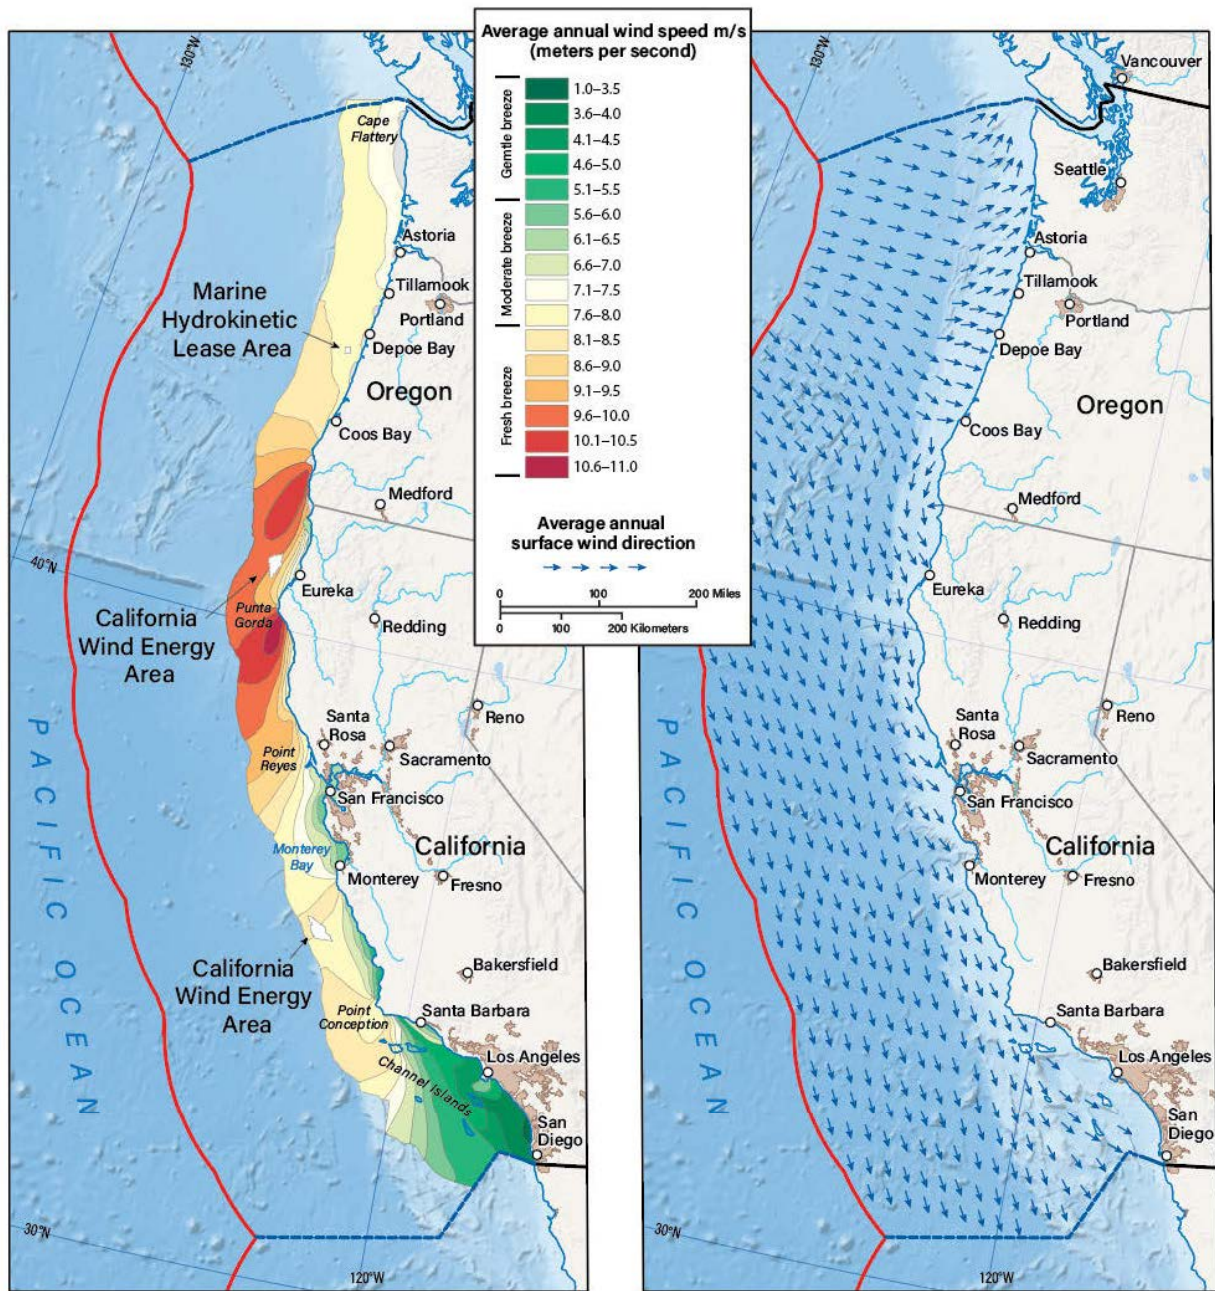 Average annual wind speed m/s
(meters per second)
Gemtle breeze
1.0–3.5
3.6–4.0
4.1–4.5
4.6–5.0
5.1–5.5
Moderate breeze
5.6–6.0
6.1–6.5
6.6–7.0
7.1–7.5
7.6–8.0
Fresh breeze
8.1–8.5
8.6–9.0
9.1–9.5
9.6–10.0
10.1–10.5
10.6–11.0
Average annual
surface wind direction
0 100 200 Miles
0 100 200 Kilometers
130°W
Cape
Flattery
Astoria
Tillamook
Portland
Marine
Hydrokinetic
Lease Area
Depoe Bay
Oregon
Coos Bay
Medford
40°N
Eureka
Punta
Gorda
Redding
California
Wind Energy
Area
Reno
Santa
Rosa
Sacramento
Point
Reyes
San Francisco
California
Monterey
Bay
Monterey
Fresno
PACIFIC OCEAN
California
Wind Energy
Area
Bakersfield
Point
Conception
Santa Barbara
Los Angeles
Channel Islands
San
Diego
30°N
120°W
130°W
Vancouver
Seattle
Astoria
Tillamook
Portland
Depoe Bay
Oregon
Coos Bay
Medford
Eureka
Redding
Reno
Santa
Rosa
Sacramento
San Francisco
California
Monterey
Fresno
PACIFIC OCEAN
Bakersfield
Santa Barbara
Los Angeles
San
Diego
30°N
120°W